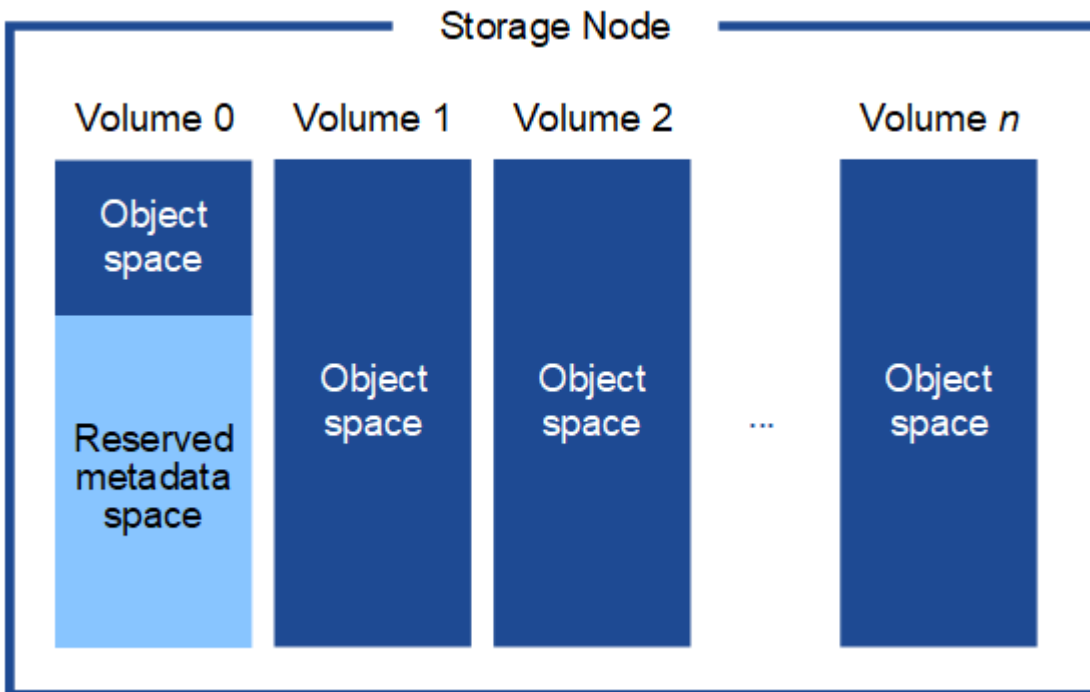 Storage Node
Volume 0
Volume 1
Volume 2
Volume n
Object
space
Reserved
metadata
space
Object
space
Object
space
...
Object
space